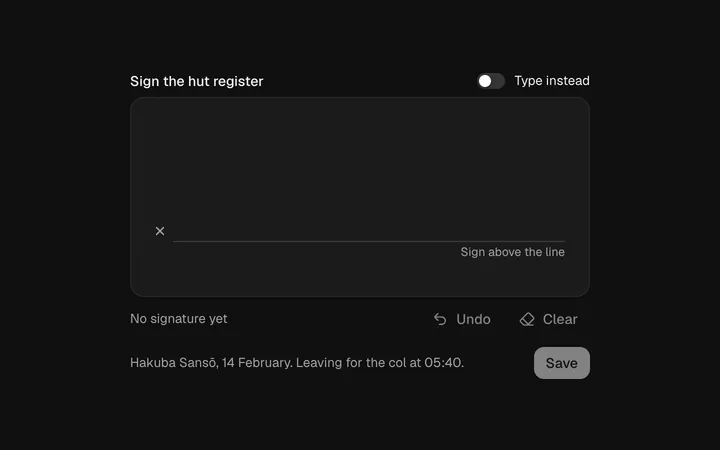 Sign the hut register
Type instead
Sign above the line
No signature yet
Undo
Clear
Hakuba Sansō, 14 February. Leaving for the col at 05:40.
Save